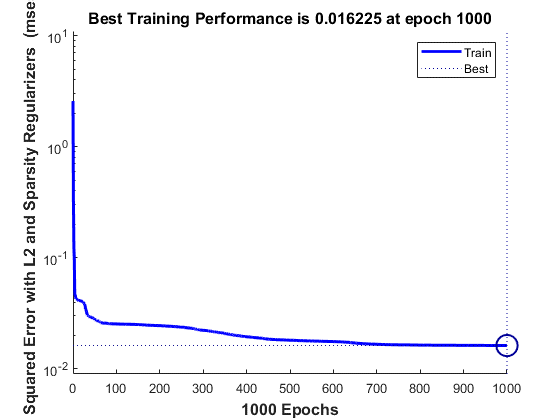 Best Training Performance is 0.016225 at epoch 1000
Squared Error with L2 and Sparsity Regularizers (mse
10^1
10^0
10^-1
10^-2
Train
Best
0 100 200 300 400 500 600 700 800 900 1000
1000 Epochs